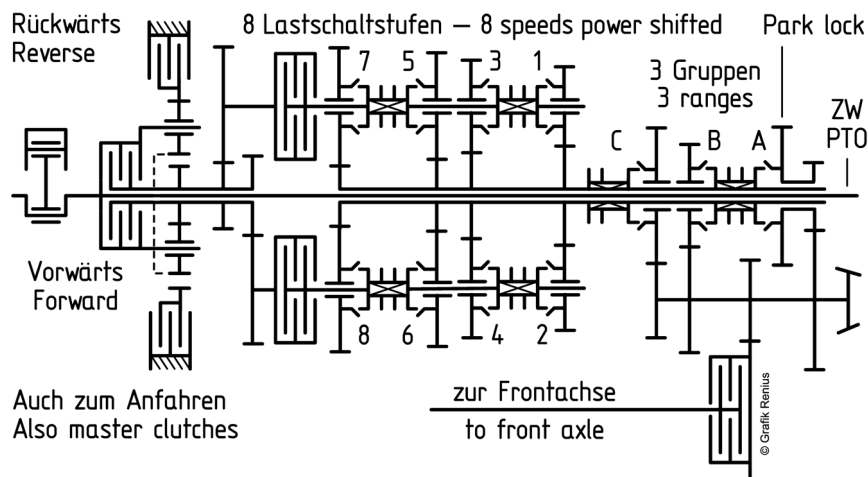 Rückwärts
Reverse
8 Lastschaltstufen – 8 speeds power shifted
Park lock
7 5 3 1
3 Gruppen
3 ranges
ZW
PTO
C B A
Vorwärts
Forward
8 6 4 2
Auch zum Anfahren
Also master clutches
zur Frontachse
to front axle
© Grafik Renius